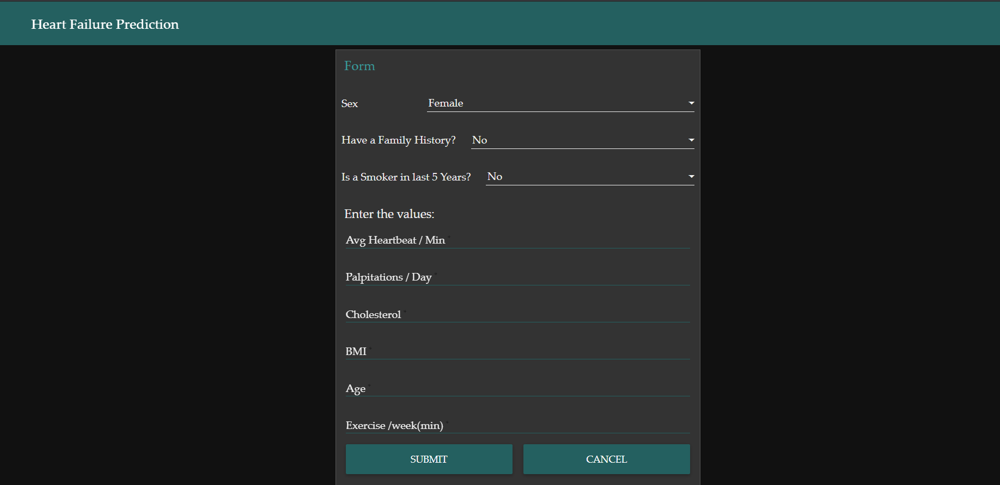 Heart Failure Prediction
Form
Sex Female
Have a Family History? No
Is a Smoker in last 5 Years? No
Enter the values:
Avg Heartbeat / Min *
Palpitations / Day *
Cholesterol *
BMI *
Age *
Exercise /week(min) *
SUBMIT CANCEL